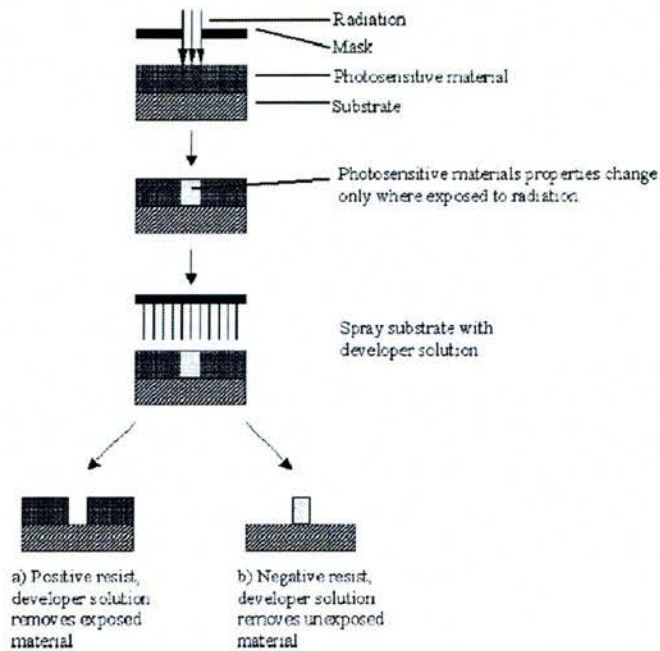 Radiation
Mask
Photosensitive material
Substrate
Photosensitive materials properties change
only where exposed to radiation
Spray substrate with
developer solution
a) Positive resist,
developer solution
removes exposed
material
b) Negative resist,
developer solution
removes unexposed
material